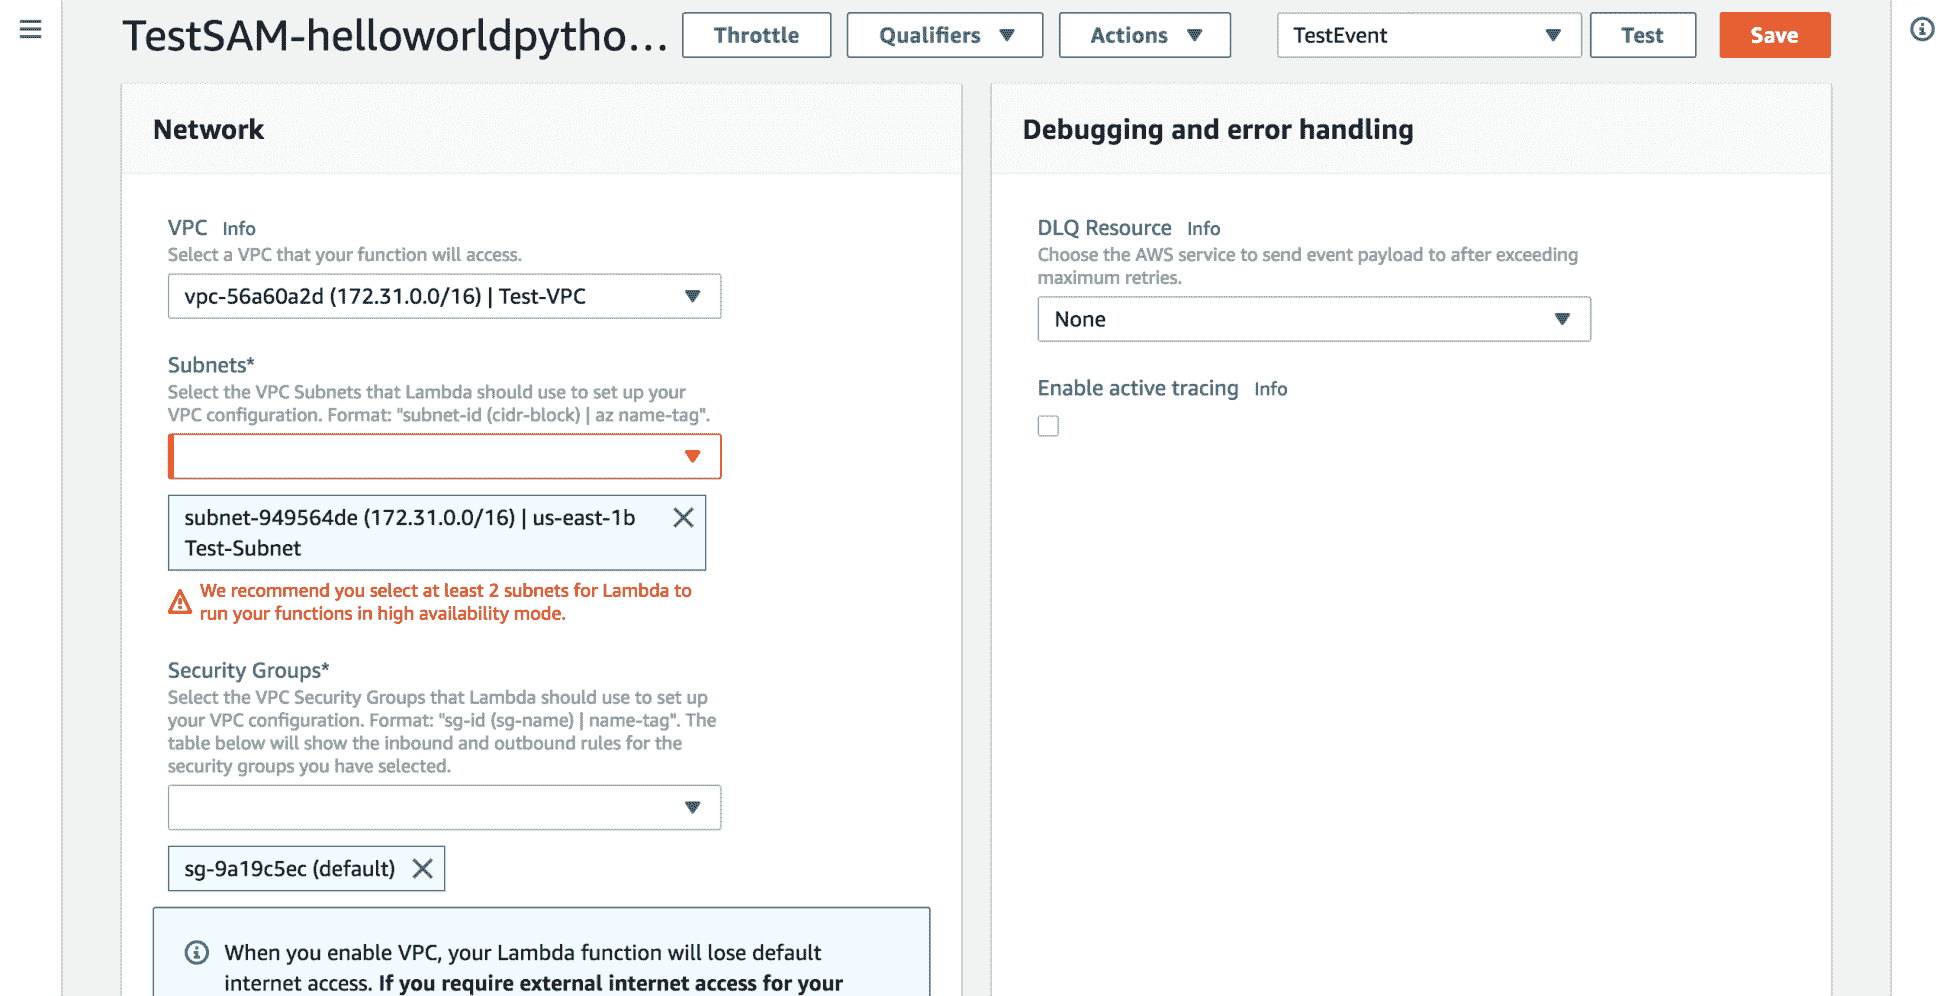 TestSAM-helloworldpytho...
Throttle
Qualifiers
Actions
TestEvent
Test
Save
Network
VPC Info
Select a VPC that your function will access.
vpc-56a60a2d (172.31.0.0/16) | Test-VPC
Subnets*
Select the VPC Subnets that Lambda should use to set up your
VPC configuration. Format: "subnet-id (cidr-block) | az name-tag".
subnet-949564de (172.31.0.0/16) | us-east-1b
Test-Subnet
We recommend you select at least 2 subnets for Lambda to
run your functions in high availability mode.
Security Groups*
Select the VPC Security Groups that Lambda should use to set up
your VPC configuration. Format: "sg-id (sg-name) | name-tag". The
table below will show the inbound and outbound rules for the
security groups you have selected.
sg-9a19c5ec (default)
When you enable VPC, your Lambda function will lose default
internet access. If you require external internet access for your
Debugging and error handling
DLQ Resource Info
Choose the AWS service to send event payload to after exceeding
maximum retries.
None
Enable active tracing Info